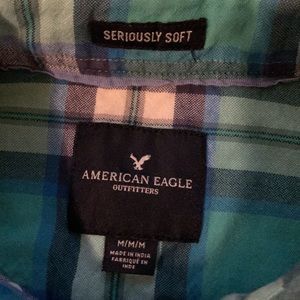 SERIOUSLY SOFT
AMERICAN EAGLE
OUTFITTERS
M/M/M
MADE IN INDIA
FABRIQUÉ EN
INDE